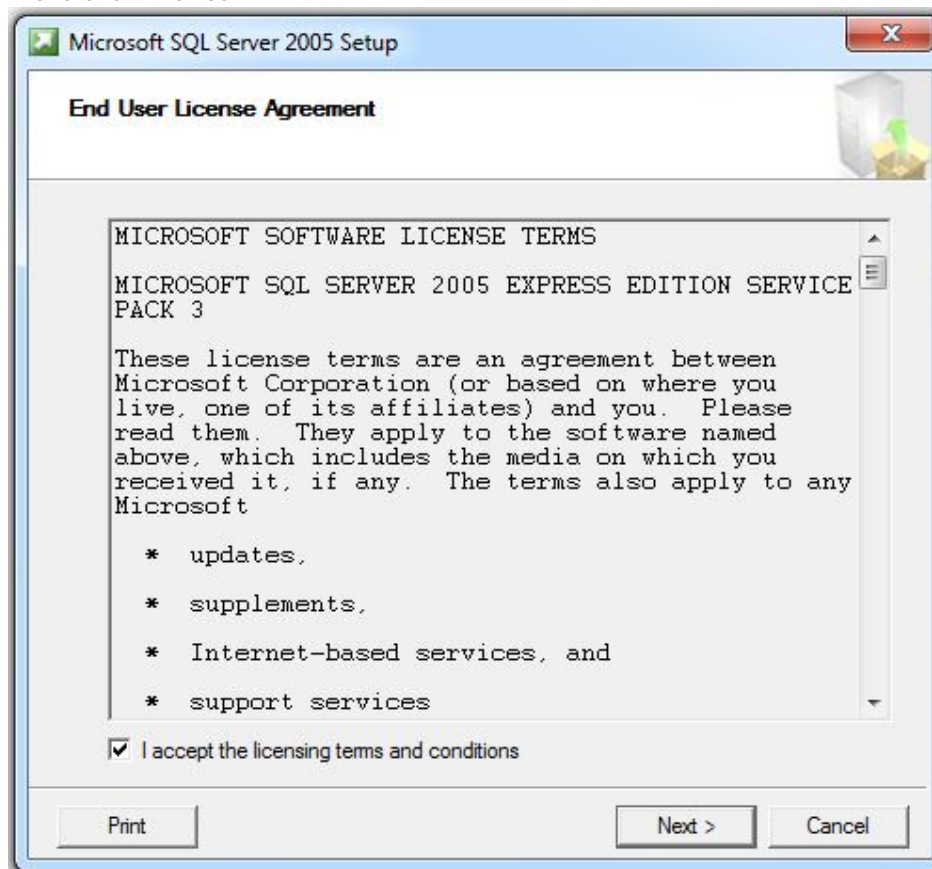 Microsoft SQL Server 2005 Setup
End User License Agreement
MICROSOFT SOFTWARE LICENSE TERMS
MICROSOFT SQL SERVER 2005 EXPRESS EDITION SERVICE
PACK 3
These license terms are an agreement between
Microsoft Corporation (or based on where you
live, one of its affiliates) and you.  Please
read them.  They apply to the software named
above, which includes the media on which you
received it, if any.  The terms also apply to any
Microsoft
* updates,
* supplements,
* Internet-based services, and
* support services
I accept the licensing terms and conditions
Print
Next >
Cancel